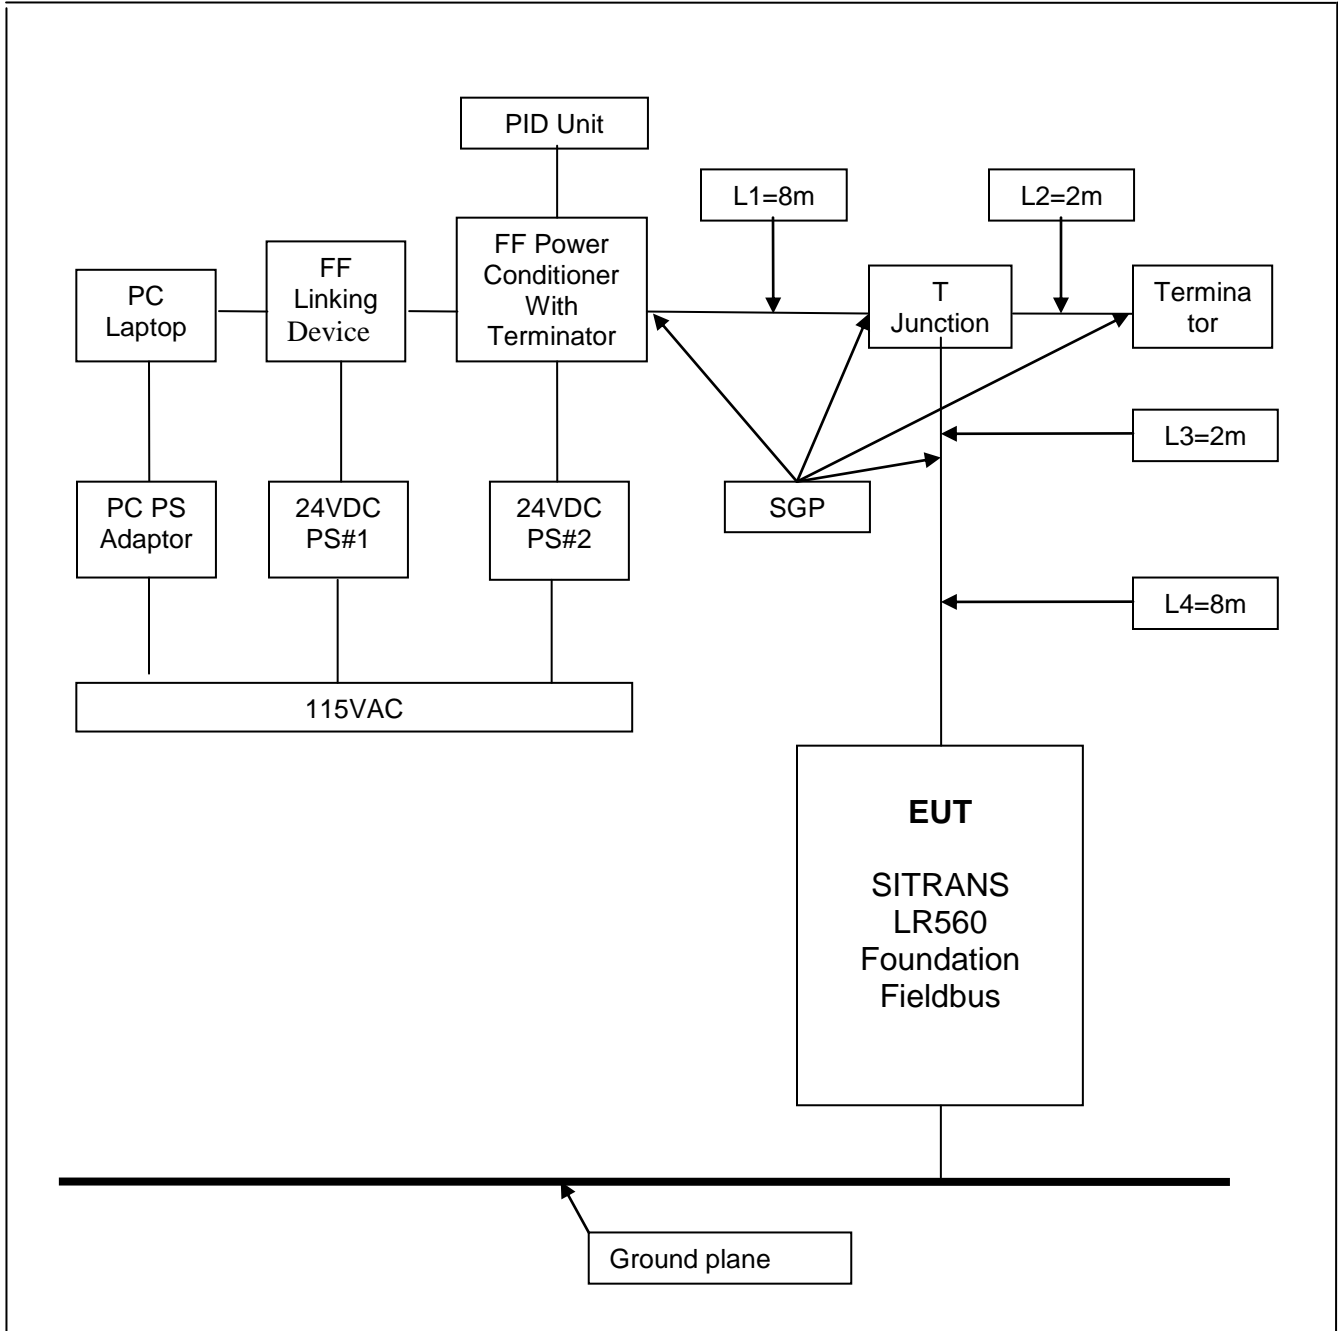 PID Unit
L1=8m
L2=2m
FF Power
Conditioner
With
Terminator
FF
Linking
Device
PC
Laptop
T
Junction
Termina
tor
L3=2m
PC PS
Adaptor
24VDC
PS#1
24VDC
PS#2
SGP
L4=8m
115VAC
EUT
SITRANS
LR560
Foundation
Fieldbus
Ground plane